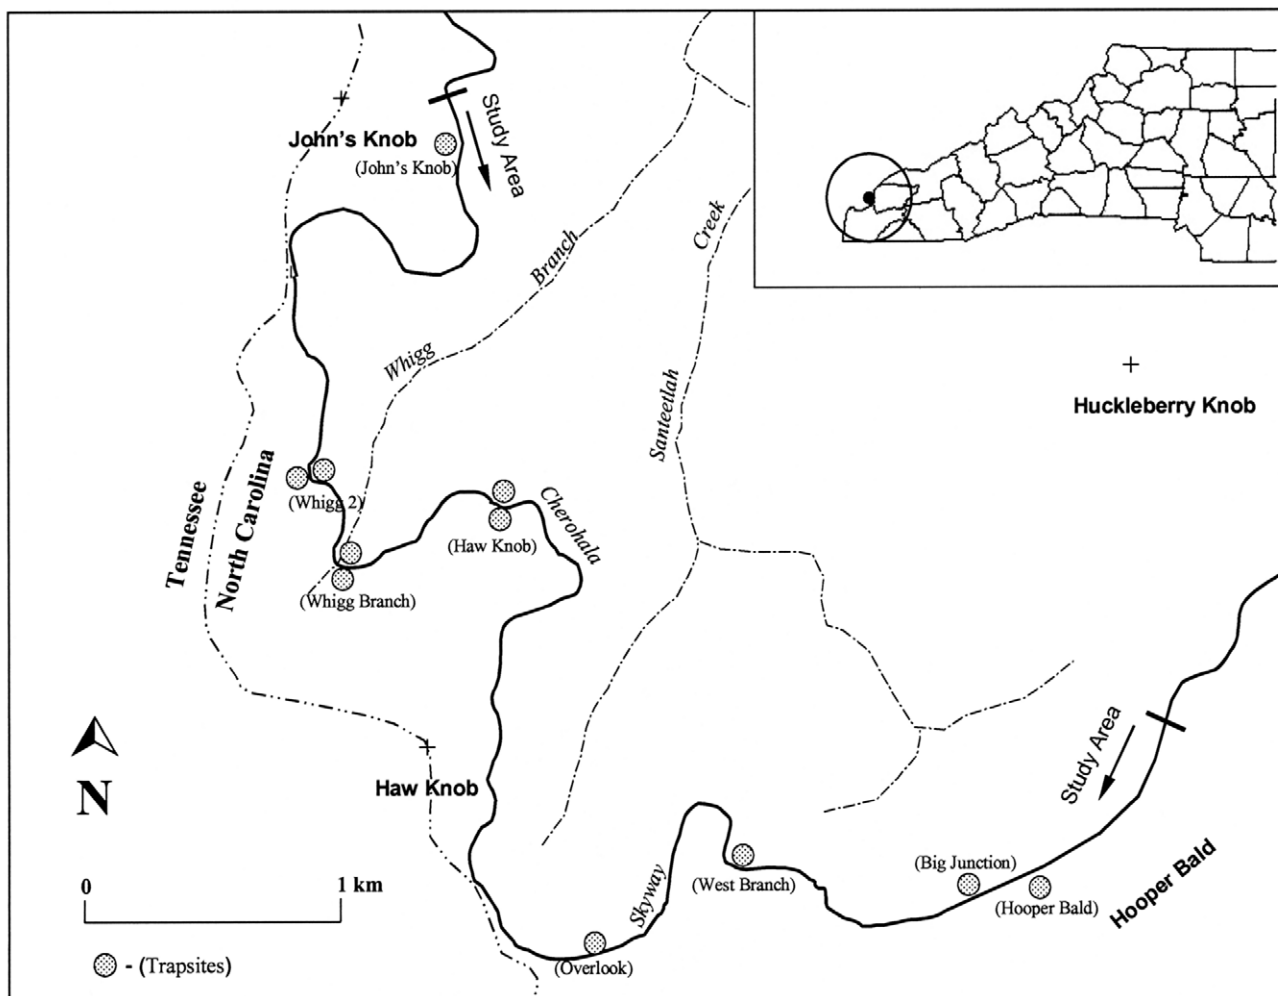 John's Knob
(John's Knob)
Study Area
Branch
Creek
Whigg
Santeetlah
Huckleberry Knob
Tennessee
North Carolina
(Whigg 2)
Cherohala
(Haw Knob)
(Whigg Branch)
Study Area
N
Haw Knob
0 1 km
Skyway
(West Branch)
(Big Junction)
(Hooper Bald)
Hooper Bald
- (Trapsites)
(Overlook)